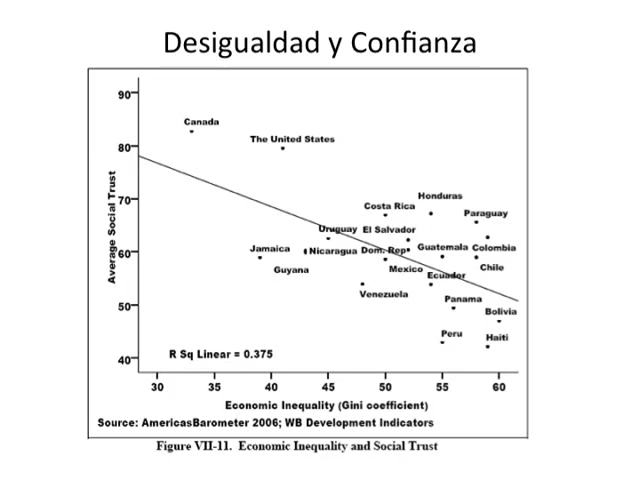 Desigualdad y Confianza
90
80
70
60
50
40
Average Social Trust
Canada
The United States
Honduras
Costa Rica
Paraguay
Uruguay El Salvador
Jamaica
Nicaragua Dom. Rep
Guatemala Colombia
Guyana
Mexico
Chile
Ecuador
Venezuela
Panama
Bolivia
Peru
Haiti
R Sq Linear = 0.375
30 35 40 45 50 55 60
Economic Inequality (Gini coefficient)
Source: AmericasBarometer 2006; WB Development Indicators
Figure VII-11. Economic Inequality and Social Trust